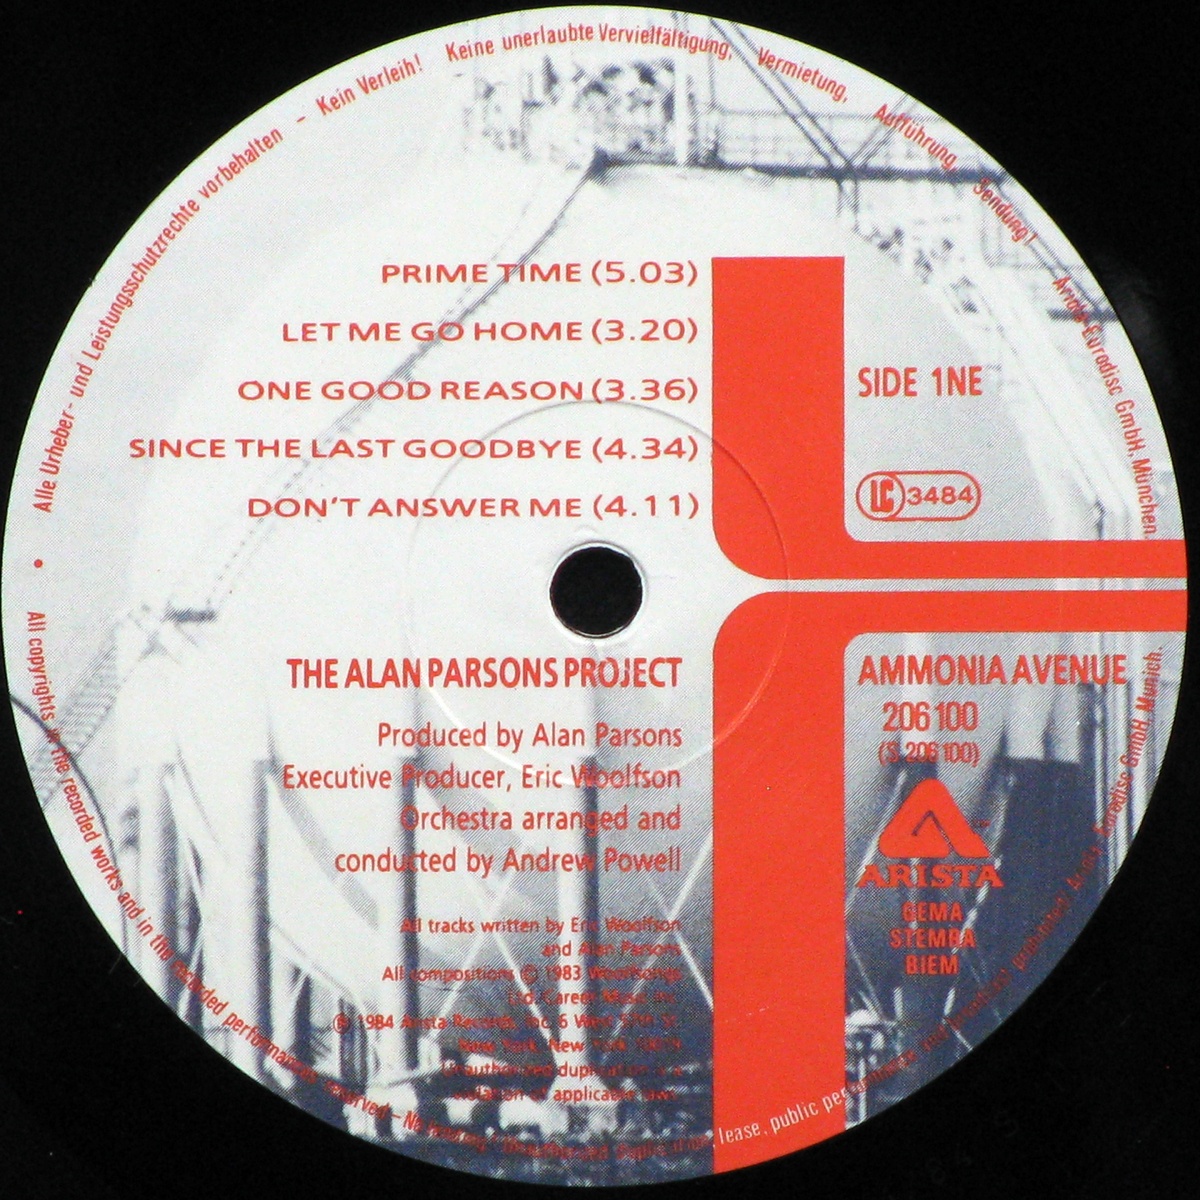 Alle Urheber- und Leistungsschutzrechte vorbehalten – Kein Verleih! Keine unerlaubte Vervielfältigung, Vermietung, Aufführung, Sendung! Ariola-Eurodisc GmbH, München.
PRIME TIME (5.03)
LET ME GO HOME (3.20)
ONE GOOD REASON (3.36)
SINCE THE LAST GOODBYE (4.34)
DON'T ANSWER ME (4.11)
SIDE 1NE
LC 3484
THE ALAN PARSONS PROJECT
Produced by Alan Parsons
Executive Producer, Eric Woolfson
Orchestra arranged and
conducted by Andrew Powell
All tracks written by Eric Woolfson
and Alan Parsons
All compositions © 1983 Woolfsongs
Ltd. Career Music Inc.
℗ 1984 Arista Records, Inc. 6 West 57th St.
New York, New York 10019
Unauthorized duplication is a
violation of applicable laws
AMMONIA AVENUE
206 100
(S 206 100)
ARISTA
GEMA
STEMRA
BIEM
• All copyrights in the recorded works and in the recorded performances reserved – No lease, public performance and broadcast permitted. Ariola-Eurodisc GmbH, Munich.